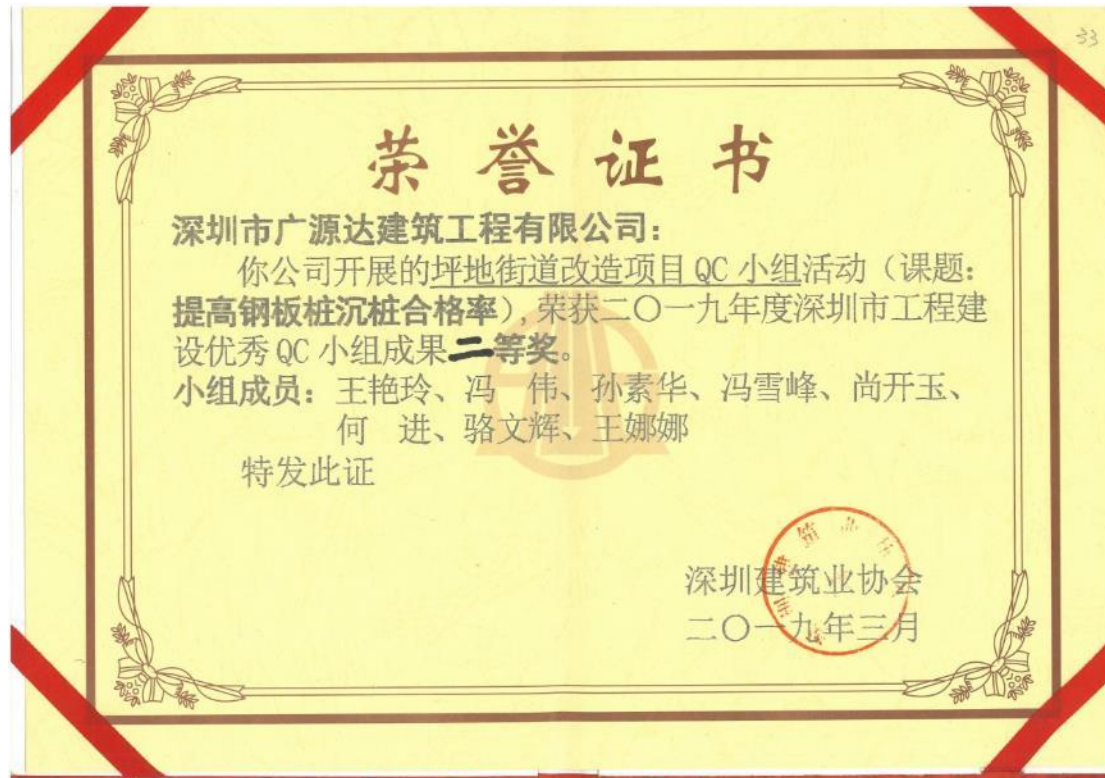 33
荣誉证书
深圳市广源达建筑工程有限公司：
你公司开展的坪地街道改造项目 QC 小组活动（课题：
提高钢板桩沉桩合格率），荣获二〇一九年度深圳市工程建
设优秀 QC 小组成果二等奖。
小组成员：王艳玲、冯　伟、孙素华、冯雪峰、尚开玉、
何　进、骆文辉、王娜娜
特发此证
深圳建筑业协会
二〇一九年三月